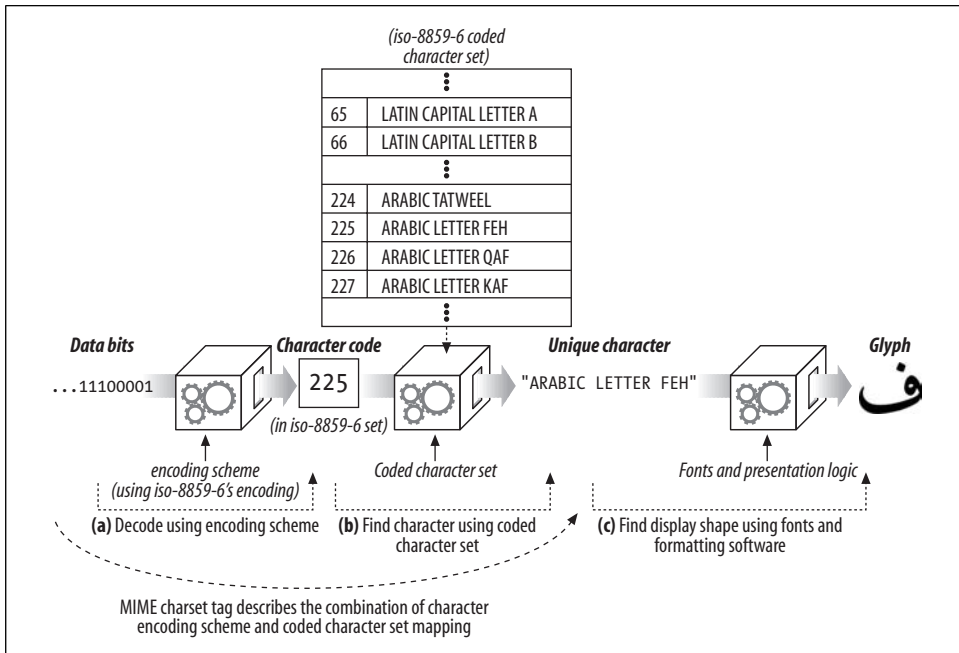 (iso-8859-6 coded
character set)
65 LATIN CAPITAL LETTER A
66 LATIN CAPITAL LETTER B
224 ARABIC TATWEEL
225 ARABIC LETTER FEH
226 ARABIC LETTER QAF
227 ARABIC LETTER KAF
Data bits Character code Unique character Glyph
...11100001 225 "ARABIC LETTER FEH" ف
(in iso-8859-6 set)
encoding scheme
(using iso-8859-6's encoding)
Coded character set
Fonts and presentation logic
(a) Decode using encoding scheme
(b) Find character using coded
character set
(c) Find display shape using fonts and
formatting software
MIME charset tag describes the combination of character
encoding scheme and coded character set mapping